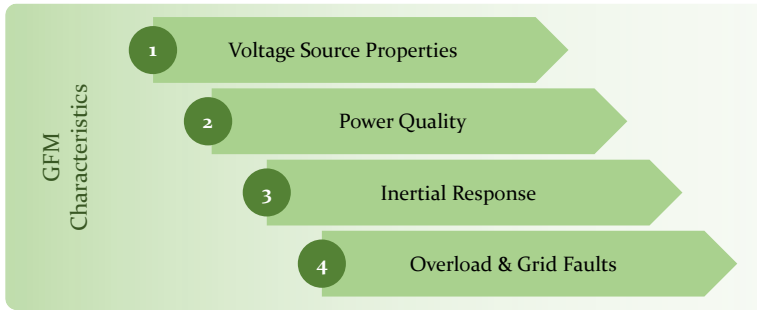 GFM
Characteristics
1
Voltage Source Properties
2
Power Quality
3
Inertial Response
4
Overload & Grid Faults